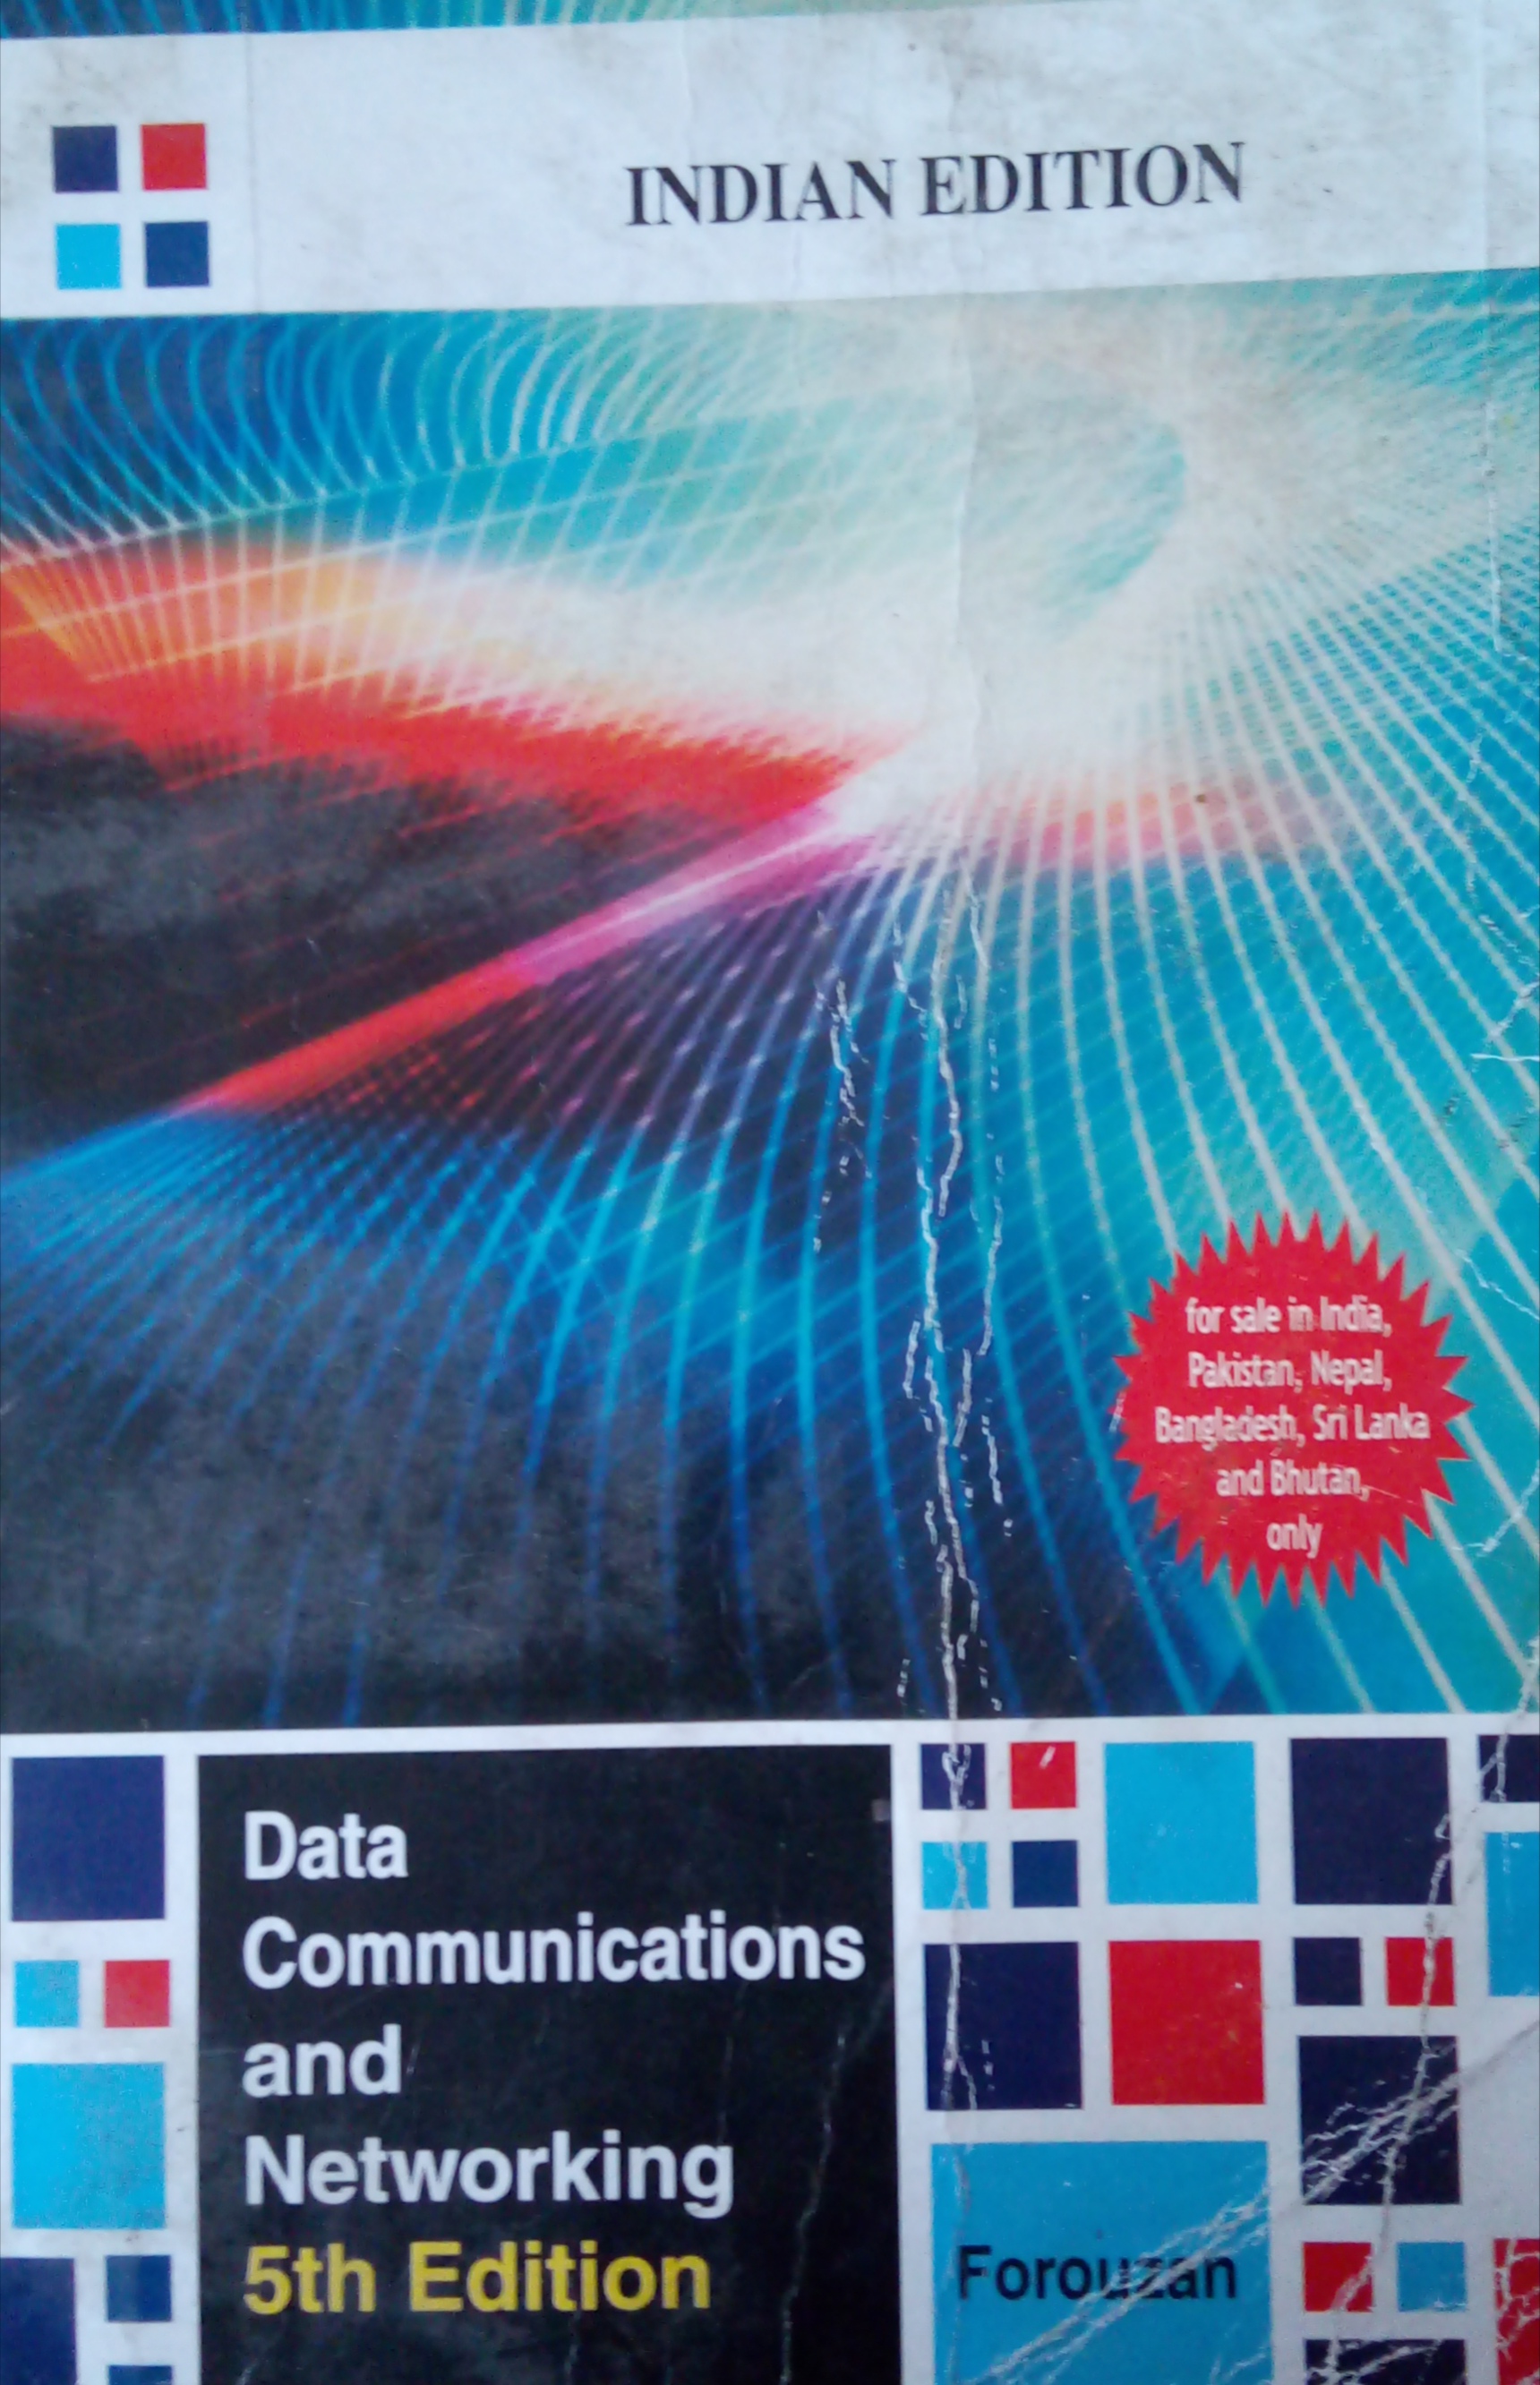 INDIAN EDITION
for sale in India,
Pakistan, Nepal,
Bangladesh, Sri Lanka
and Bhutan,
only
Data
Communications
and
Networking
5th Edition
Forouzan